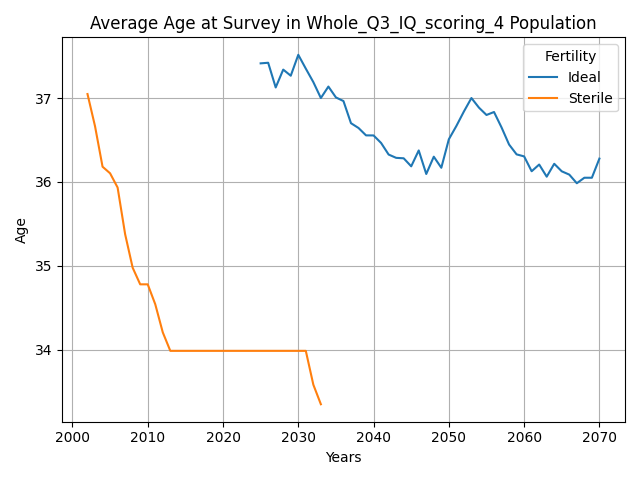 Average Age at Survey in Whole_Q3_IQ_scoring_4 Population
Fertility
Ideal
Sterile
Age
37
36
35
34
2000 2010 2020 2030 2040 2050 2060 2070
Years